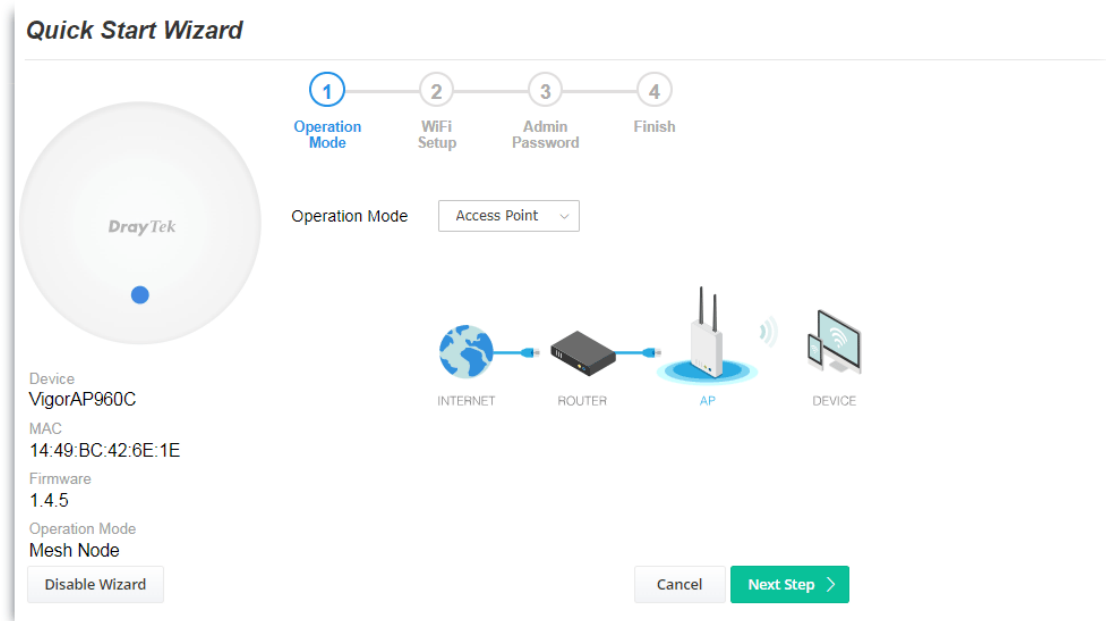 Quick Start Wizard
1
2
3
4
Operation
Mode
WiFi
Setup
Admin
Password
Finish
Operation Mode
Access Point
DrayTek
INTERNET
ROUTER
AP
DEVICE
Device
VigorAP960C
MAC
14:49:BC:42:6E:1E
Firmware
1.4.5
Operation Mode
Mesh Node
Disable Wizard
Cancel
Next Step